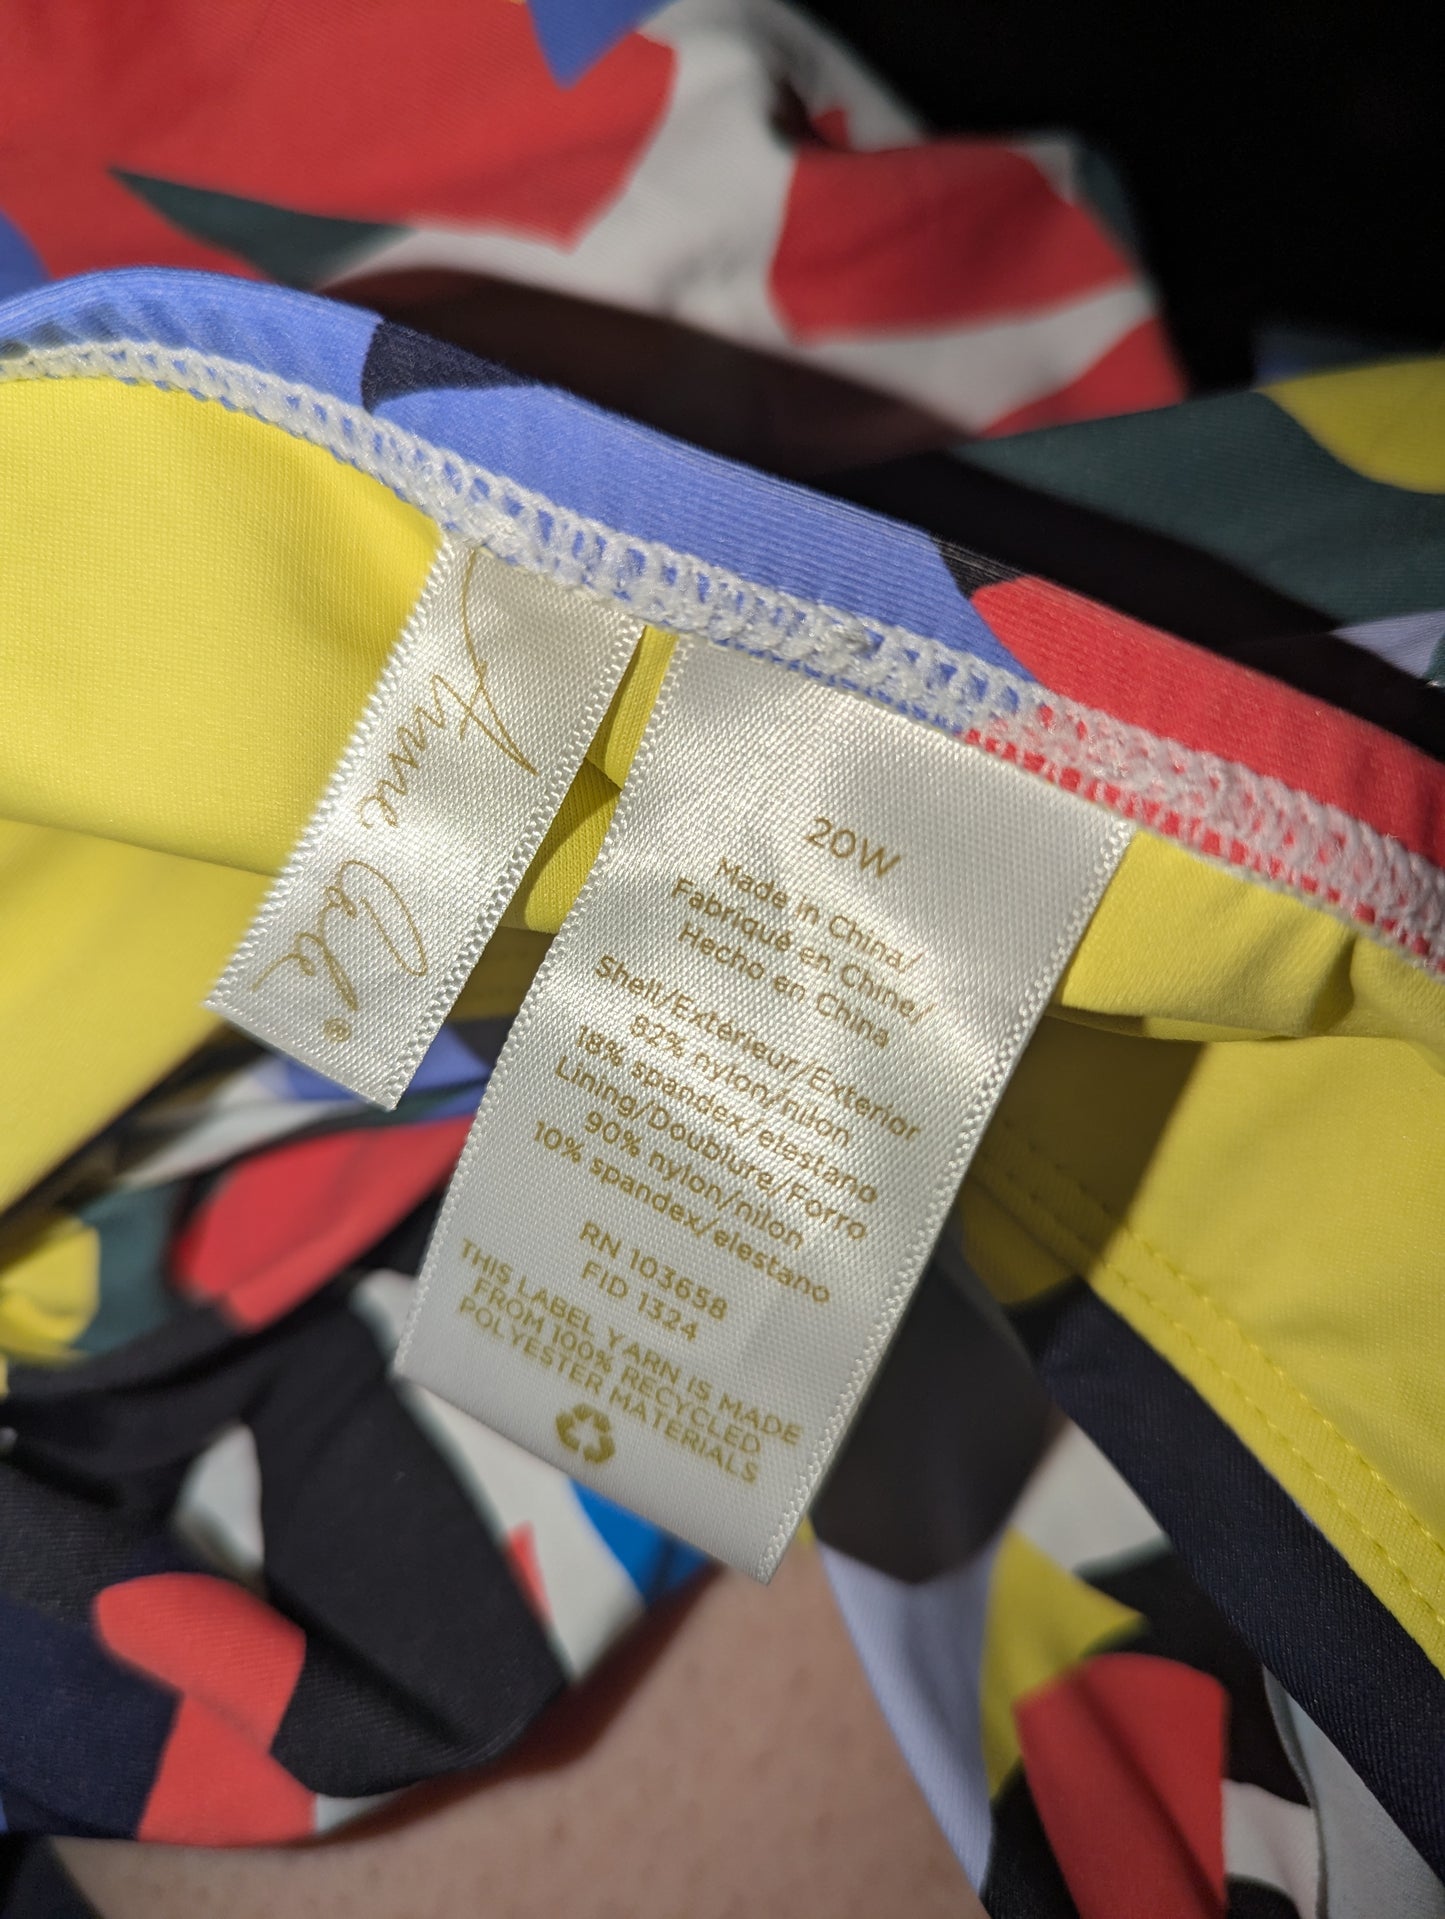 Anne Cole®
20W
Made in China/
Fabriqué en Chine/
Hecho en China
Shell/Extérieur/Exterior
82% nylon/nilon
18% spandex/elestano
Lining/Doublure/Forro
90% nylon/nilon
10% spandex/elestano
RN 103658
FID 1324
THIS LABEL YARN IS MADE
FROM 100% RECYCLED
POLYESTER MATERIALS